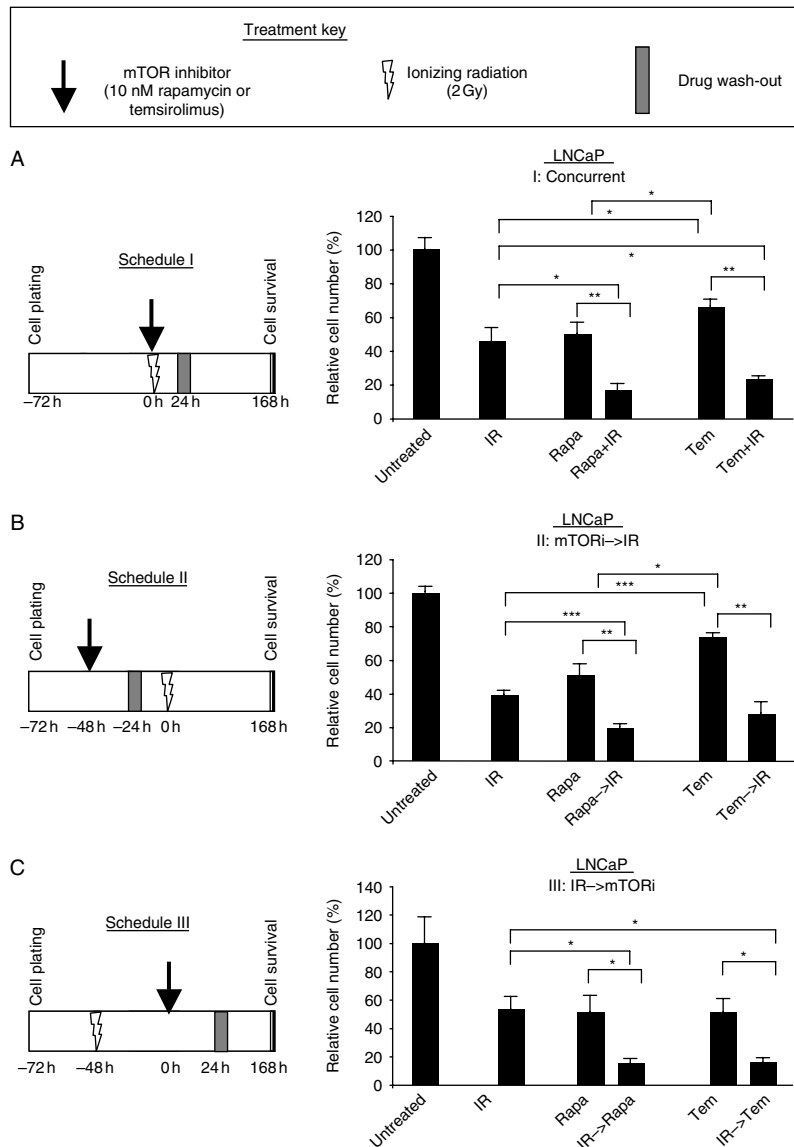 Treatment key
mTOR inhibitor
(10 nM rapamycin or
temsirolimus)
Ionizing radiation
(2 Gy)
Drug wash-out
A
Schedule I
Cell plating
Cell survival
–72 h
0 h
24 h
168 h
LNCaP
I: Concurrent
Relative cell number (%)
120
100
80
60
40
20
0
*
*
*
*
**
**
Untreated
IR
Rapa
Rapa+IR
Tem
Tem+IR
B
Schedule II
Cell plating
Cell survival
–72 h
–48 h
–24 h
0 h
168 h
LNCaP
II: mTORi–>IR
Relative cell number (%)
120
100
80
60
40
20
0
*
***
***
**
**
Untreated
IR
Rapa
Rapa–>IR
Tem
Tem–>IR
C
Schedule III
Cell plating
Cell survival
–72 h
–48 h
0 h
24 h
168 h
LNCaP
III: IR–>mTORi
Relative cell number (%)
140
120
100
80
60
40
20
0
*
*
*
*
Untreated
IR
Rapa
IR–>Rapa
Tem
IR–>Tem